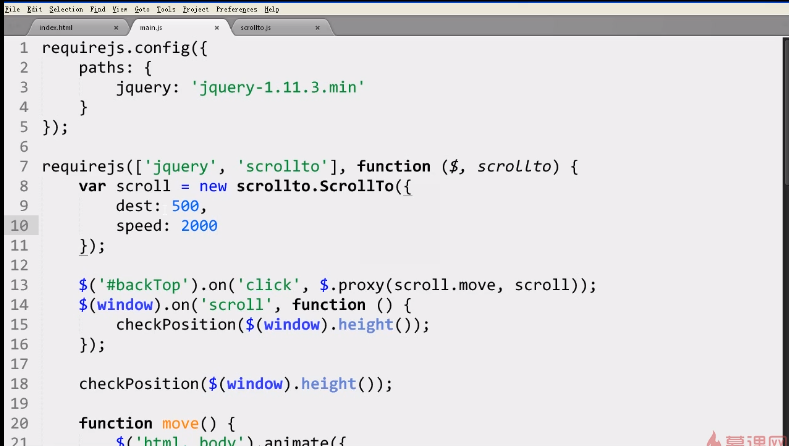 File Edit Selection Find View Goto Tools Project Preferences Help
index.html × main.js × scrollto.js ×
1 requirejs.config({
2 paths: {
3 jquery: 'jquery-1.11.3.min'
4 }
5 });
6
7 requirejs(['jquery', 'scrollto'], function ($, scrollto) {
8 var scroll = new scrollto.ScrollTo({
9 dest: 500,
10 speed: 2000
11 });
12
13 $('#backTop').on('click', $.proxy(scroll.move, scroll));
14 $(window).on('scroll', function () {
15 checkPosition($(window).height());
16 });
17
18 checkPosition($(window).height());
19
20 function move() {
21 $('html, body').animate({
慕课网